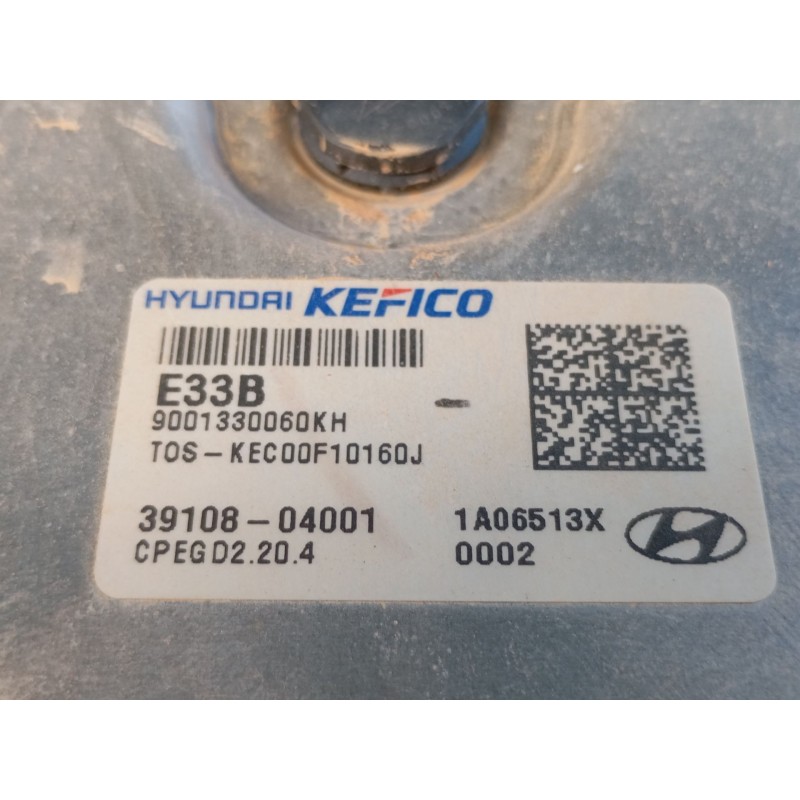 HYUNDAI KEFICO
E33B
9001330060KH
TOS-KEC00F10160J
39108-04001 1A06513X
CPEGD2.20.4 0002